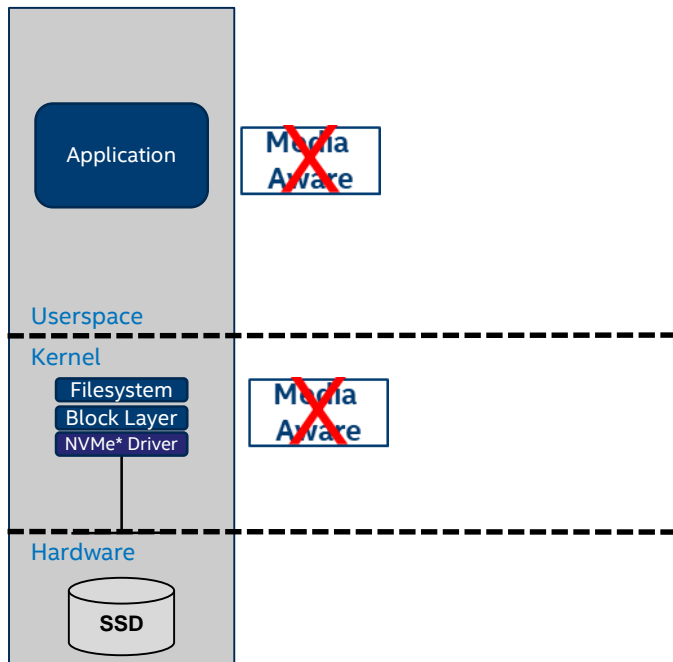 Application
Media
Aware
Userspace
Kernel
Filesystem
Block Layer
NVMe* Driver
Media
Aware
Hardware
SSD